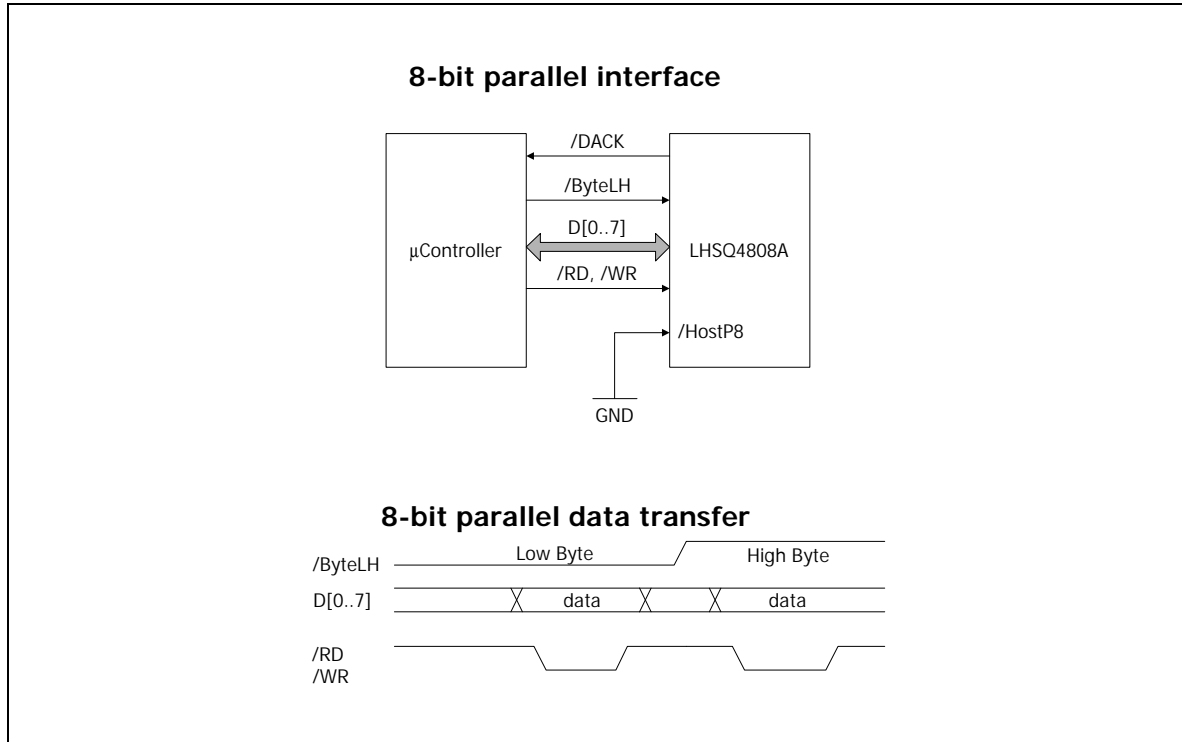 8-bit parallel interface
/DACK
/ByteLH
D[0..7]
µController
LHSQ4808A
/RD, /WR
/HostP8
GND
8-bit parallel data transfer
/ByteLH
Low Byte
High Byte
D[0..7]
data
data
/RD
/WR